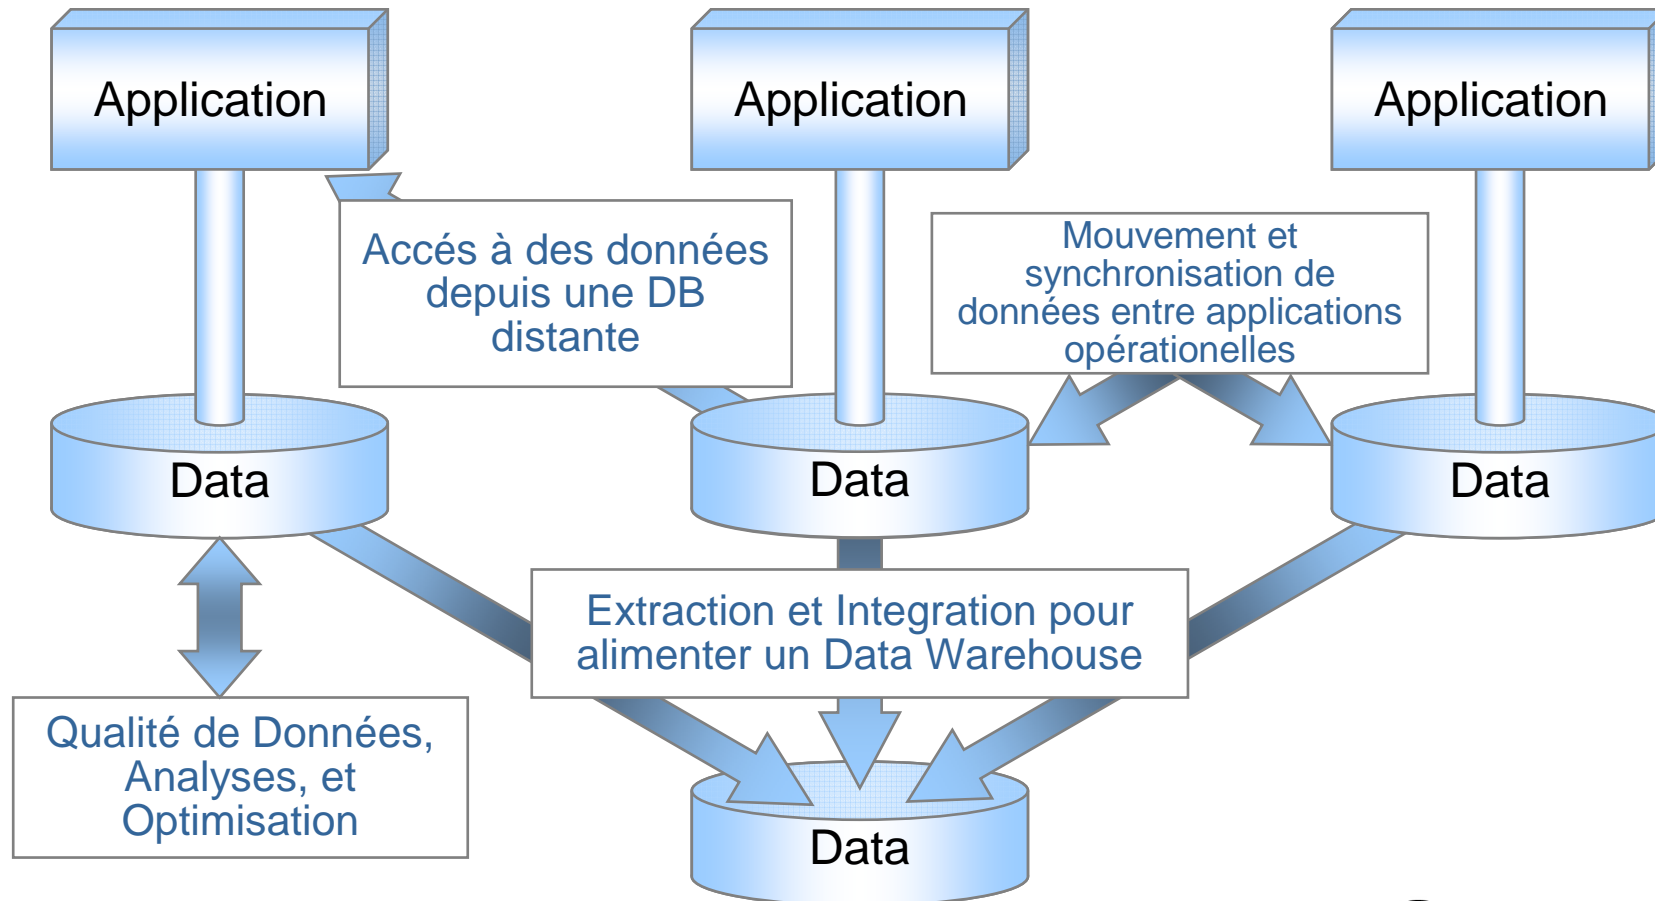 Application
Application
Application
Accés à des données
depuis une DB
distante
Mouvement et
synchronisation de
données entre applications
opérationelles
Data
Data
Data
Extraction et Integration pour
alimenter un Data Warehouse
Qualité de Données,
Analyses, et
Optimisation
Data